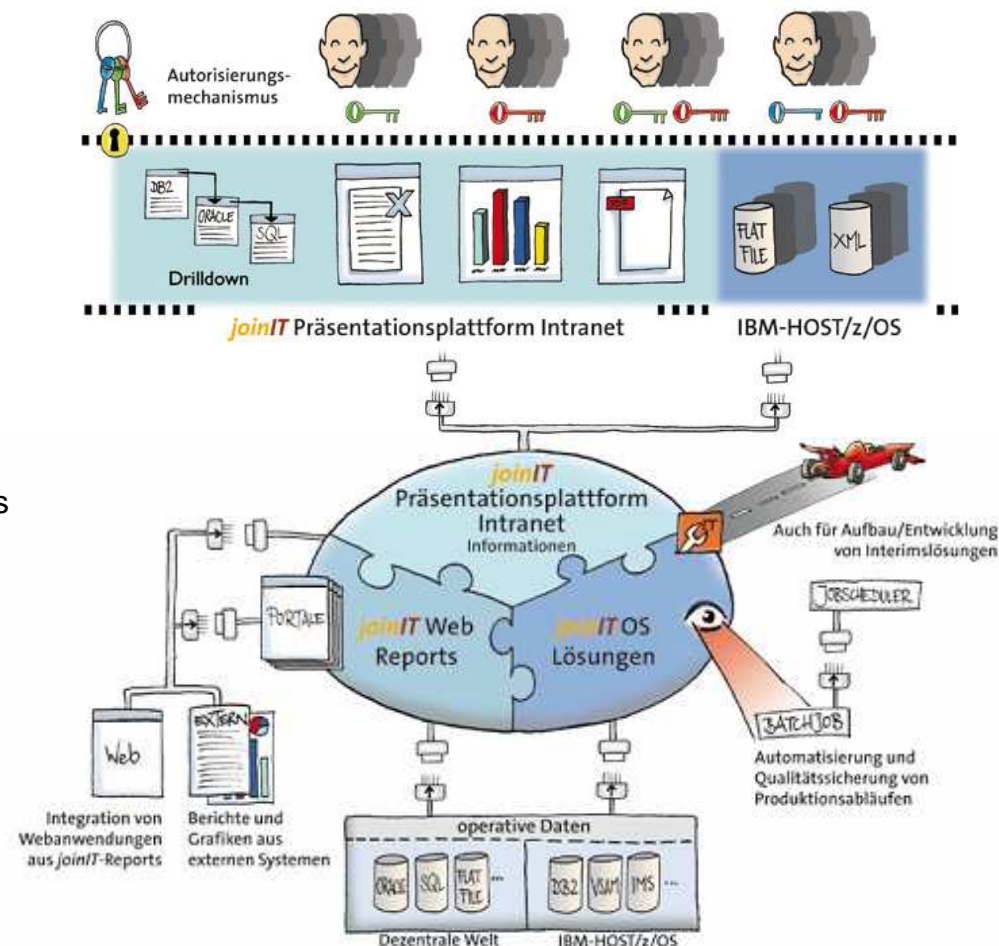 Autorisierungs-
mechanismus
DB2
ORACLE
SQL
Drilldown
PDF
FLAT
FILE
XML
joinIT Präsentationsplattform Intranet
IBM-HOST/z/OS
joinIT
Präsentationsplattform
Intranet
Informationen
IT
Auch für Aufbau/Entwicklung
von Interimslösungen
s
PORTALE
joinIT Web
Reports
joinIT OS
Lösungen
JOBSCHEDULER
BATCHJOB
Automatisierung und
Qualitätssicherung von
Produktionsabläufen
Web
EXTERN
Integration von
Webanwendungen
aus joinIT-Reports
Berichte und
Grafiken aus
externen Systemen
operative Daten
ORACLE
SQL
FLAT
FILE
...
DB2
VSAM
IMS
...
Dezentrale Welt
IBM-HOST/z/OS